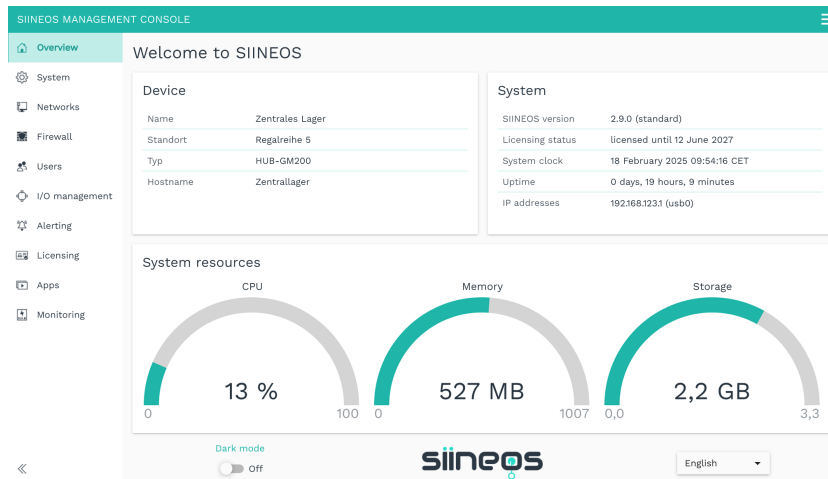 SIINEOS MANAGEMENT CONSOLE
Overview
System
Networks
Firewall
Users
I/O management
Alerting
Licensing
Apps
Monitoring
Welcome to SIINEOS
Device
Name Zentrales Lager
Standort Regalreihe 5
Typ HUB-GM200
Hostname Zentrallager
System
SIINEOS version 2.9.0 (standard)
Licensing status licensed until 12 June 2027
System clock 18 February 2025 09:54:16 CET
Uptime 0 days, 19 hours, 9 minutes
IP addresses 192.168.123.1 (usb0)
System resources
CPU
13 %
0 100
Memory
527 MB
0 1007
Storage
2,2 GB
0,0 3,3
Dark mode
Off
siineos
English